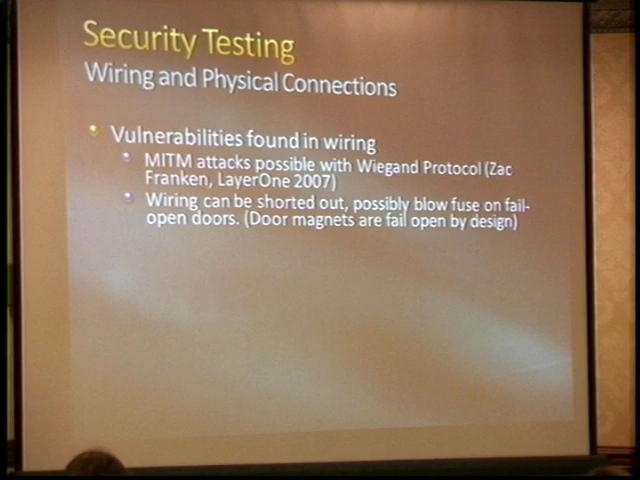 Security Testing
Wiring and Physical Connections
Vulnerabilities found in wiring
MITM attacks possible with Wiegand Protocol (Zac
Franken, LayerOne 2007)
Wiring can be shorted out, possibly blow fuse on fail-
open doors. (Door magnets are fail open by design)